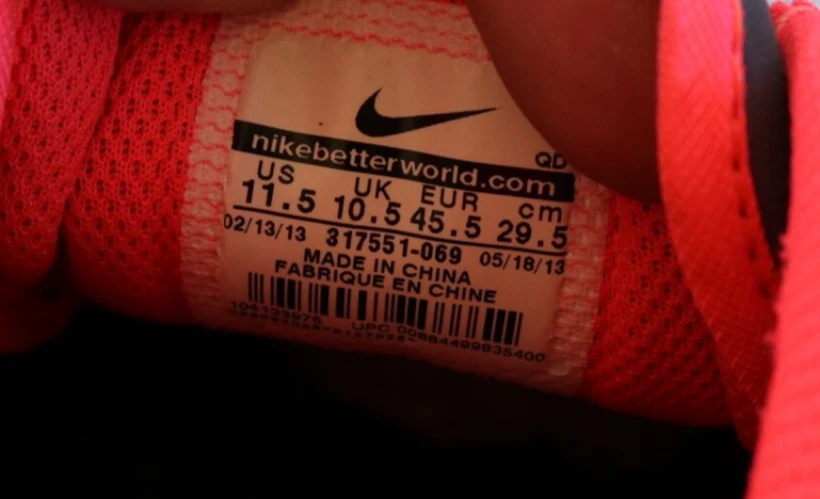 nikebetterworld.com QD
US UK EUR cm
11.5 10.5 45.5 29.5
02/13/13 317551-069 05/18/13
MADE IN CHINA
FABRIQUE EN CHINE
UPC 00884499835400